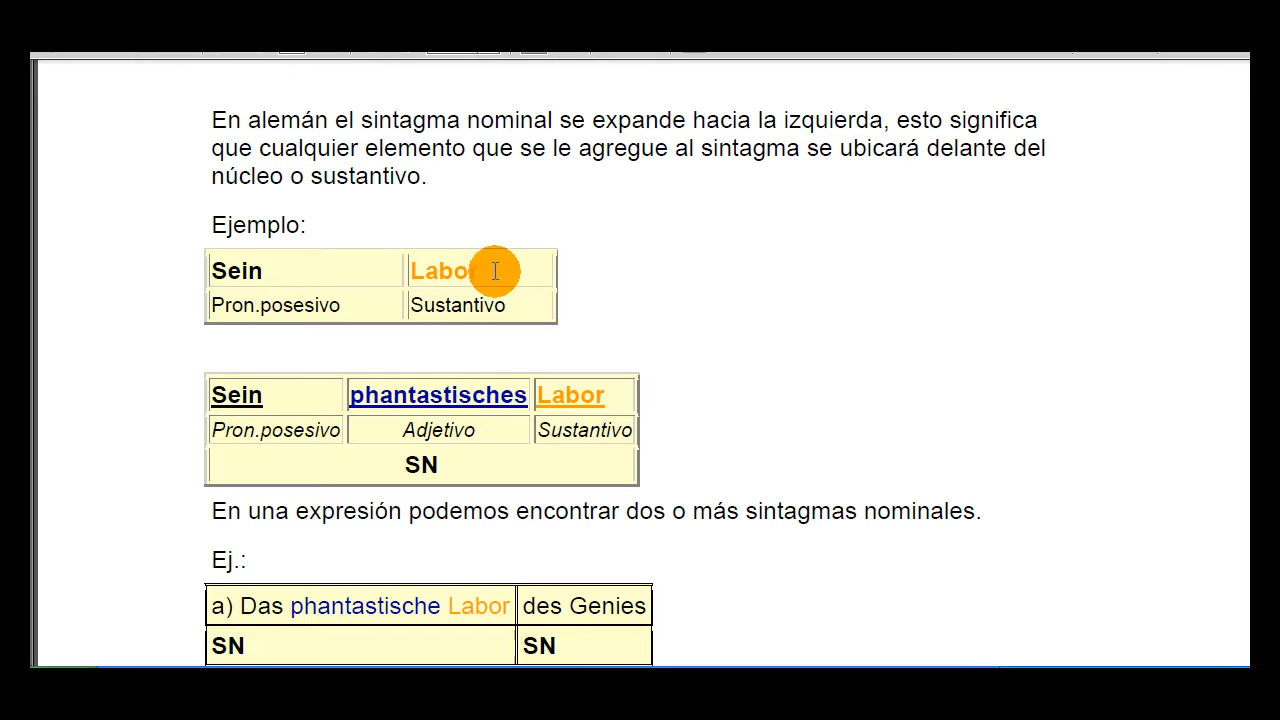 En alemán el sintagma nominal se expande hacia la izquierda, esto significa
que cualquier elemento que se le agregue al sintagma se ubicará delante del
núcleo o sustantivo.
Ejemplo:
Sein Labor
Pron.posesivo Sustantivo
Sein phantastisches Labor
Pron.posesivo Adjetivo Sustantivo
SN
En una expresión podemos encontrar dos o más sintagmas nominales.
Ej.:
a) Das phantastische Labor des Genies
SN SN